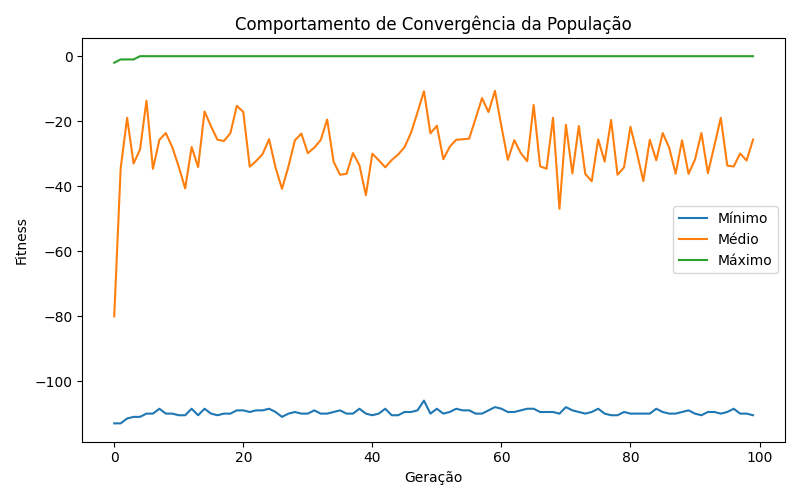 Comportamento de Convergência da População
Fitness
0
−20
−40
−60
−80
−100
Mínimo
Médio
Máximo
0
20
40
60
80
100
Geração